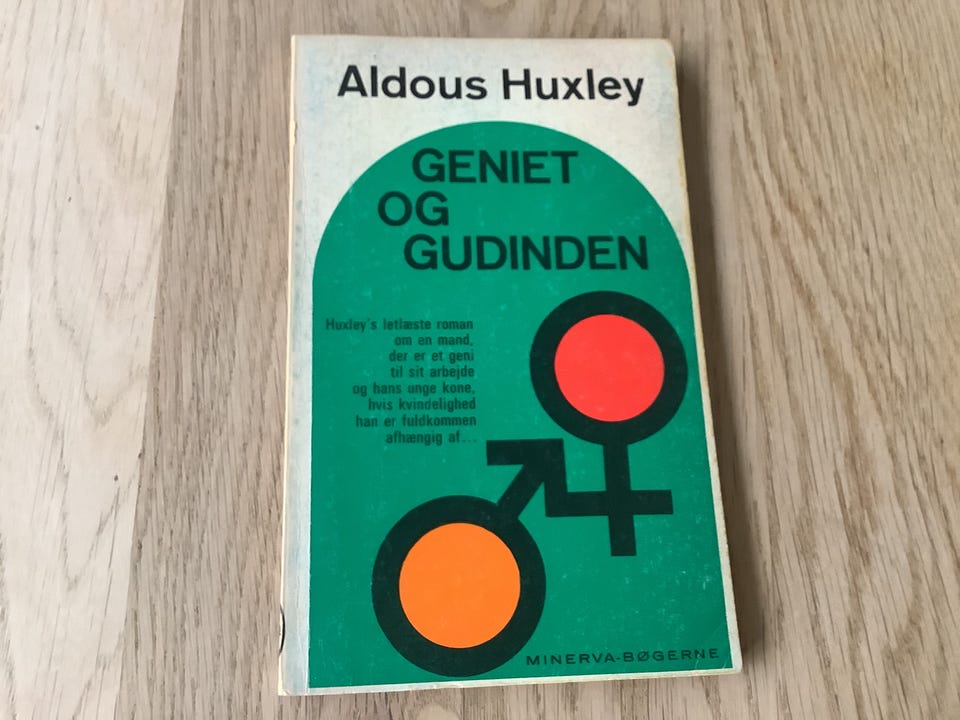 Aldous Huxley
GENIET
OG
GUDINDEN
Huxley's letlæste roman
om en mand,
der er et geni
til sit arbejde
og hans unge kone,
hvis kvindelighed
han er fuldkommen
afhængig af...
MINERVA-BØGERNE